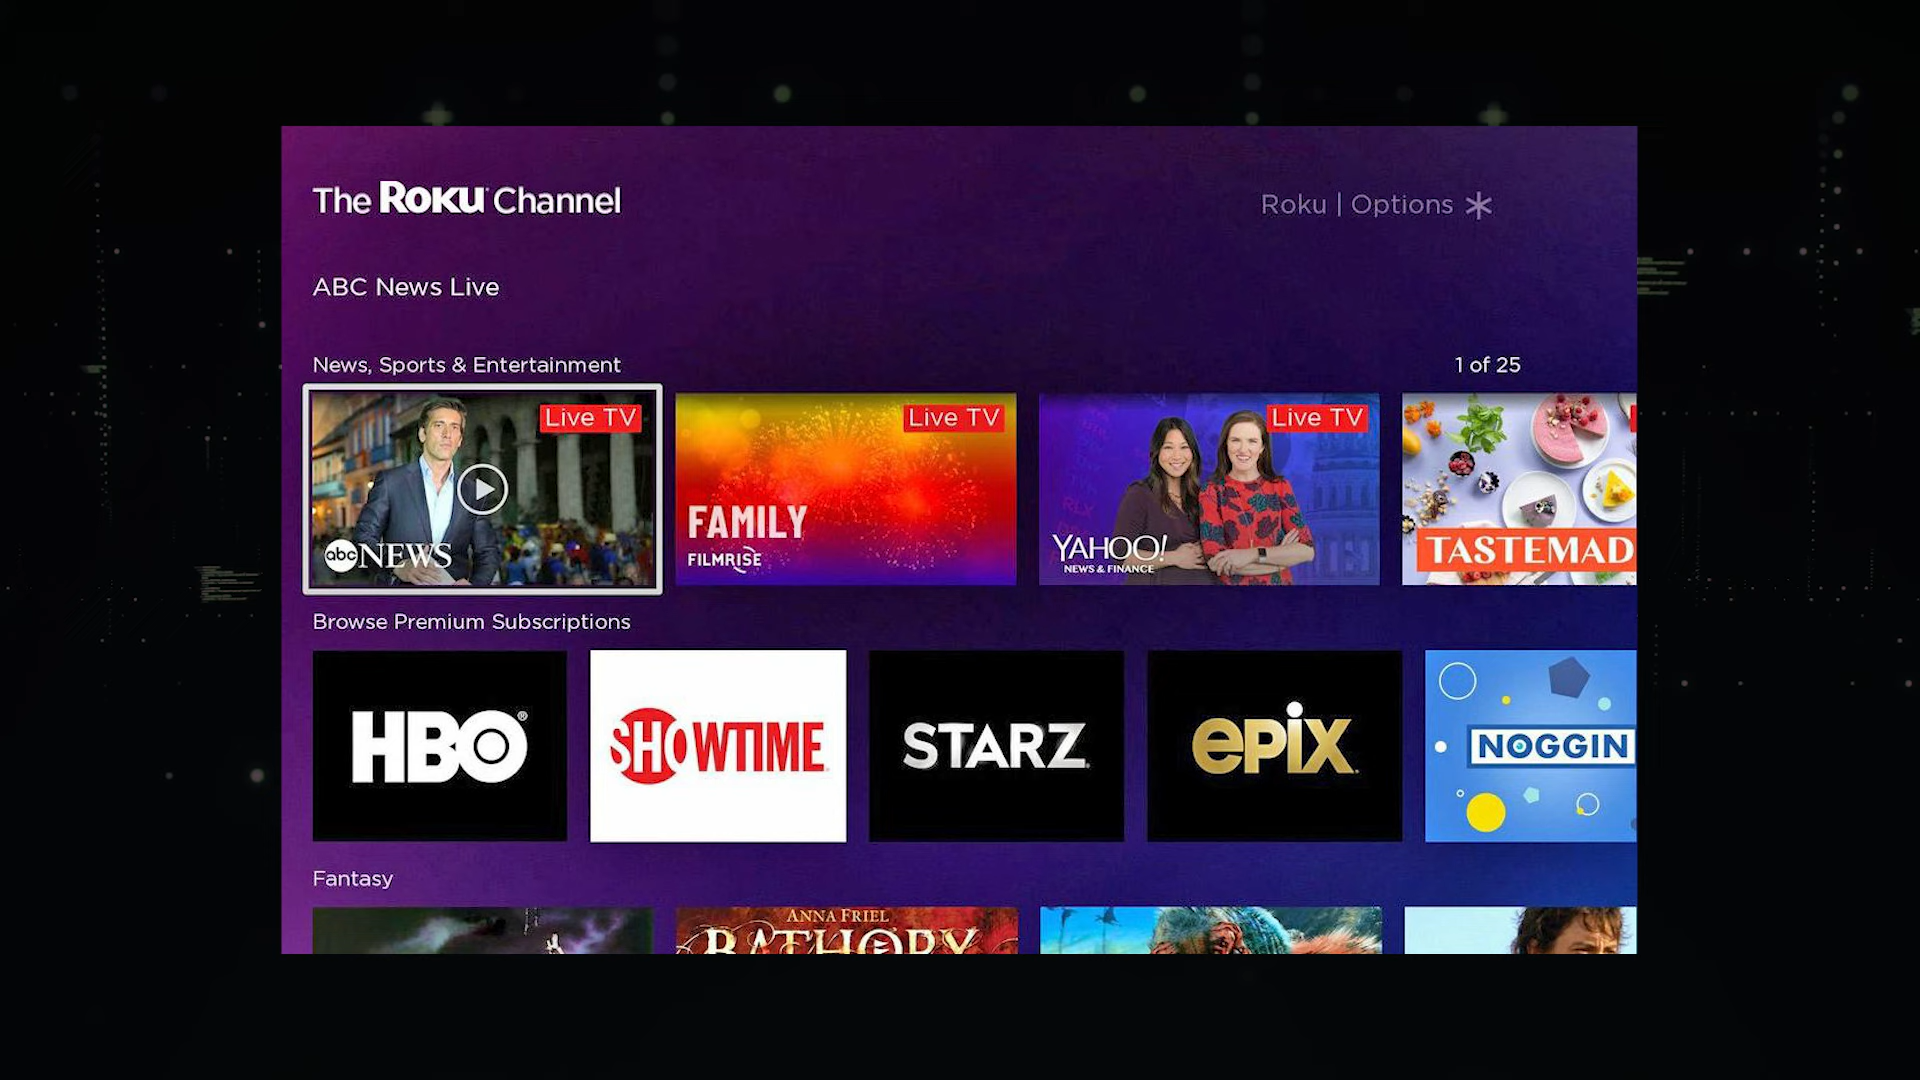 The Roku Channel
Roku | Options
ABC News Live
News, Sports & Entertainment
1 of 25
Live TV
abc NEWS
Live TV
FAMILY
FILMRISE
Live TV
YAHOO!
NEWS & FINANCE
TASTEMAD
Browse Premium Subscriptions
HBO®
SHOWTIME
STARZ
epix
NOGGIN
Fantasy
ANNA FRIEL
BATHORY